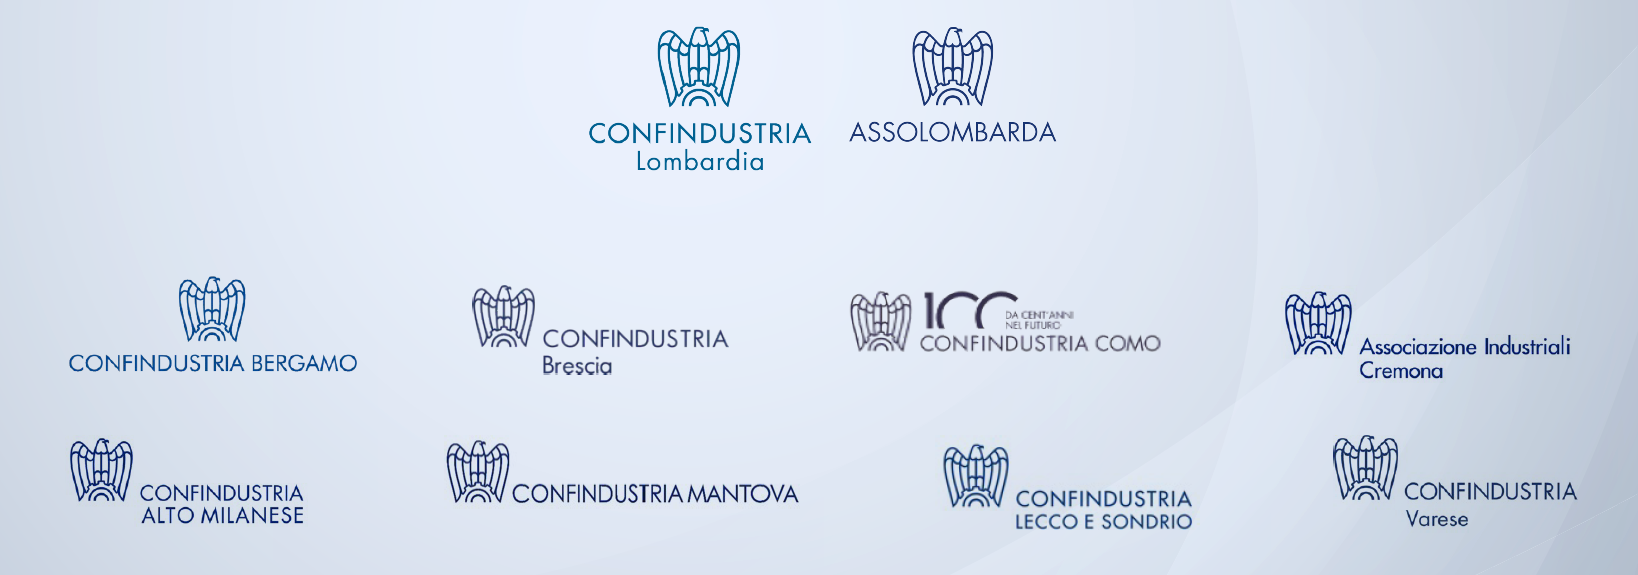 CONFINDUSTRIA
Lombardia
ASSOLOMBARDA
CONFINDUSTRIA BERGAMO
CONFINDUSTRIA
Brescia
100
DA CENT'ANNI
NEL FUTURO
CONFINDUSTRIA COMO
Associazione Industriali
Cremona
CONFINDUSTRIA
ALTO MILANESE
CONFINDUSTRIA MANTOVA
CONFINDUSTRIA
LECCO E SONDRIO
CONFINDUSTRIA
Varese